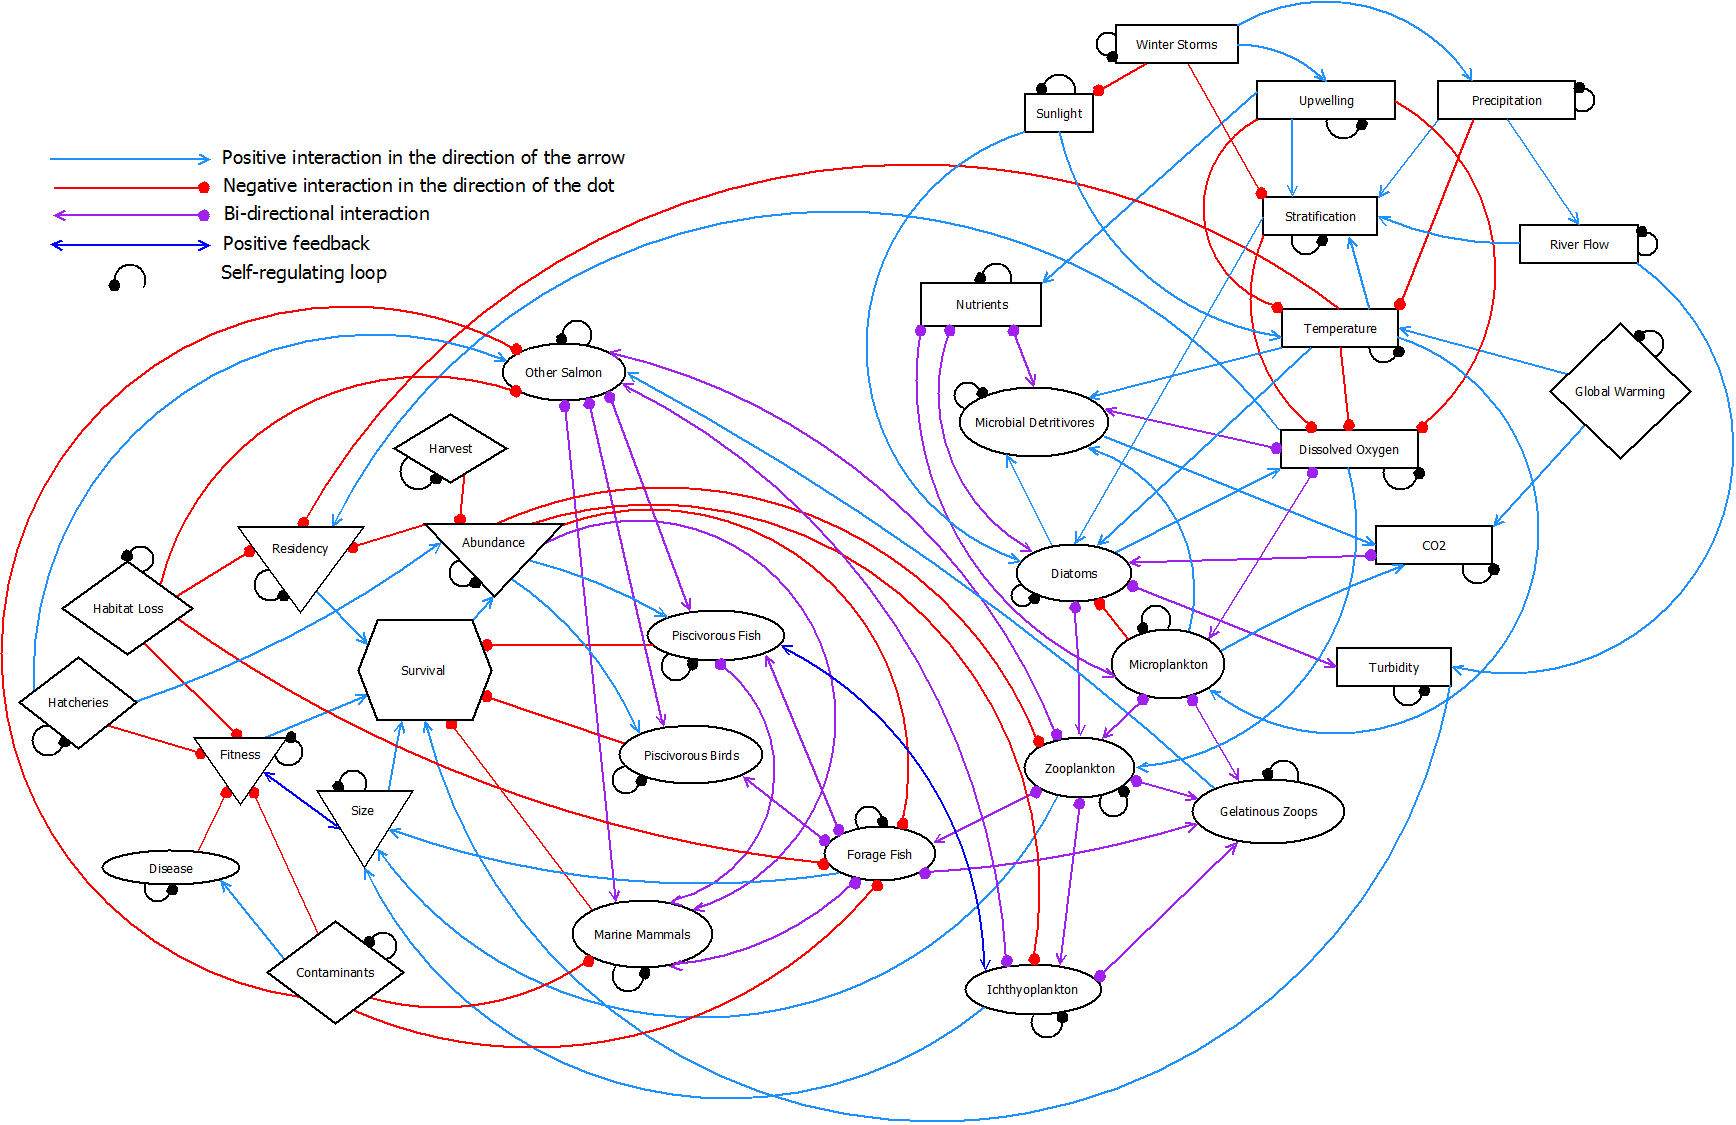 Winter Storms
Upwelling
Precipitation
Sunlight
Positive interaction in the direction of the arrow
Negative interaction in the direction of the dot
Bi-directional interaction
Positive feedback
Self-regulating loop
Stratification
River Flow
Nutrients
Temperature
Other Salmon
Global Warming
Microbial Detritivores
Harvest
Dissolved Oxygen
Residency
Abundance
CO2
Diatoms
Habitat Loss
Piscivorous Fish
Survival
Microplankton
Turbidity
Hatcheries
Fitness
Piscivorous Birds
Zooplankton
Size
Gelatinous Zoops
Disease
Forage Fish
Marine Mammals
Contaminants
Ichthyoplankton